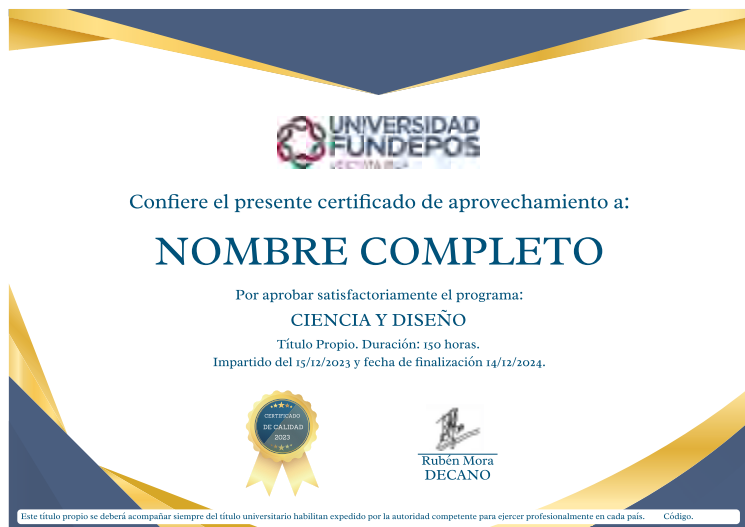 UNIVERSIDAD
FUNDEPOS
Confiere el presente certificado de aprovechamiento a:
NOMBRE COMPLETO
Por aprobar satisfactoriamente el programa:
CIENCIA Y DISEÑO
Título Propio. Duración: 150 horas.
Impartido del 15/12/2023 y fecha de finalización 14/12/2024.
CERTIFICADO
DE CALIDAD
2023
Rubén Mora
DECANO
Este título propio se deberá acompañar siempre del título universitario habilitan expedido por la autoridad competente para ejercer profesionalmente en cada país. Código.